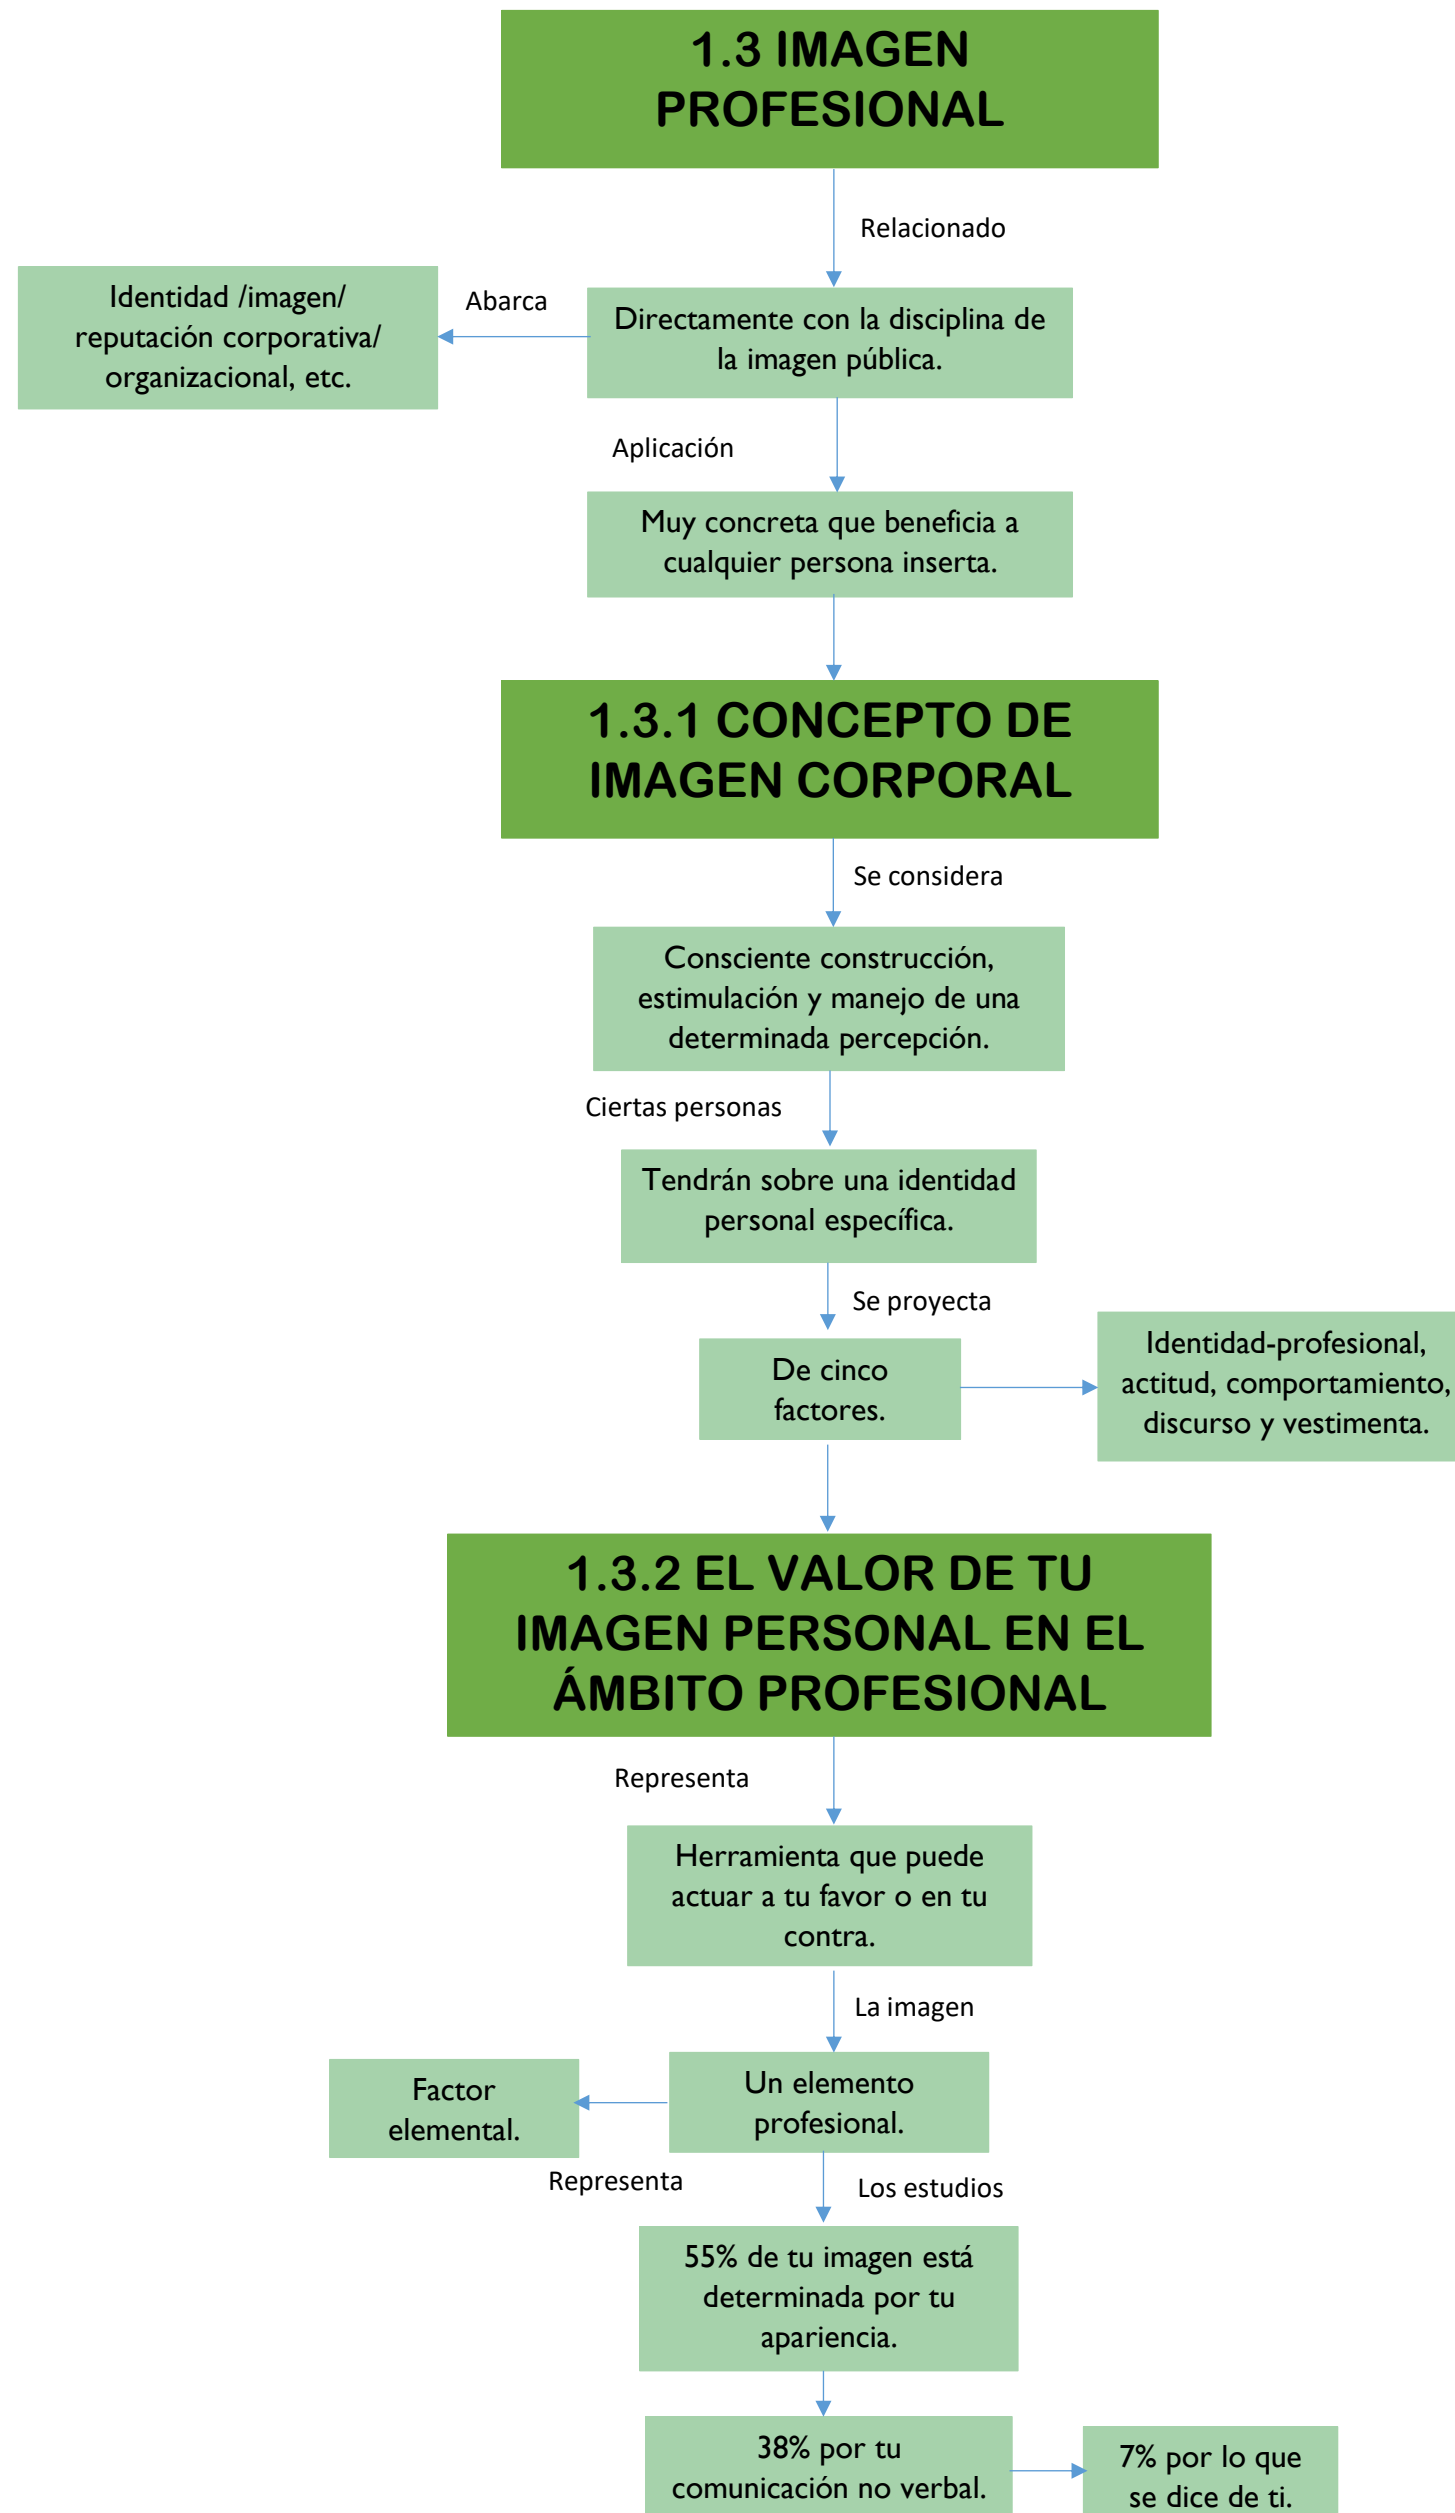 1.3 IMAGEN
PROFESIONAL
Relacionado
Identidad /imagen/
reputación corporativa/
organizacional, etc.
Abarca
Directamente con la disciplina de
la imagen pública.
Aplicación
Muy concreta que beneficia a
cualquier persona inserta.
1.3.1 CONCEPTO DE
IMAGEN CORPORAL
Se considera
Consciente construcción,
estimulación y manejo de una
determinada percepción.
Ciertas personas
Tendrán sobre una identidad
personal específica.
Se proyecta
De cinco
factores.
Identidad-profesional,
actitud, comportamiento,
discurso y vestimenta.
1.3.2 EL VALOR DE TU
IMAGEN PERSONAL EN EL
ÁMBITO PROFESIONAL
Representa
Herramienta que puede
actuar a tu favor o en tu
contra.
La imagen
Un elemento
profesional.
Factor
elemental.
Representa
Los estudios
55% de tu imagen está
determinada por tu
apariencia.
38% por tu
comunicación no verbal.
7% por lo que
se dice de ti.